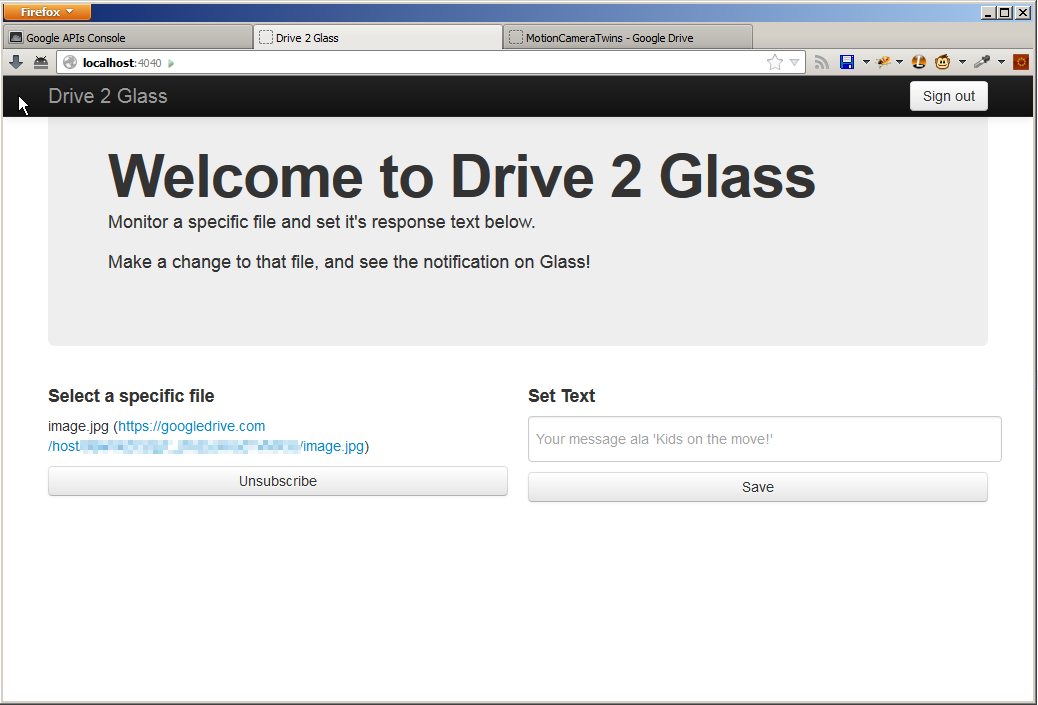 Firefox
Google APIs Console
Drive 2 Glass
MotionCameraTwins - Google Drive
localhost:4040
Drive 2 Glass
Sign out
Welcome to Drive 2 Glass
Monitor a specific file and set it's response text below.
Make a change to that file, and see the notification on Glass!
Select a specific file
image.jpg (https://googledrive.com
/host/image.jpg)
Unsubscribe
Set Text
Your message ala 'Kids on the move!'
Save